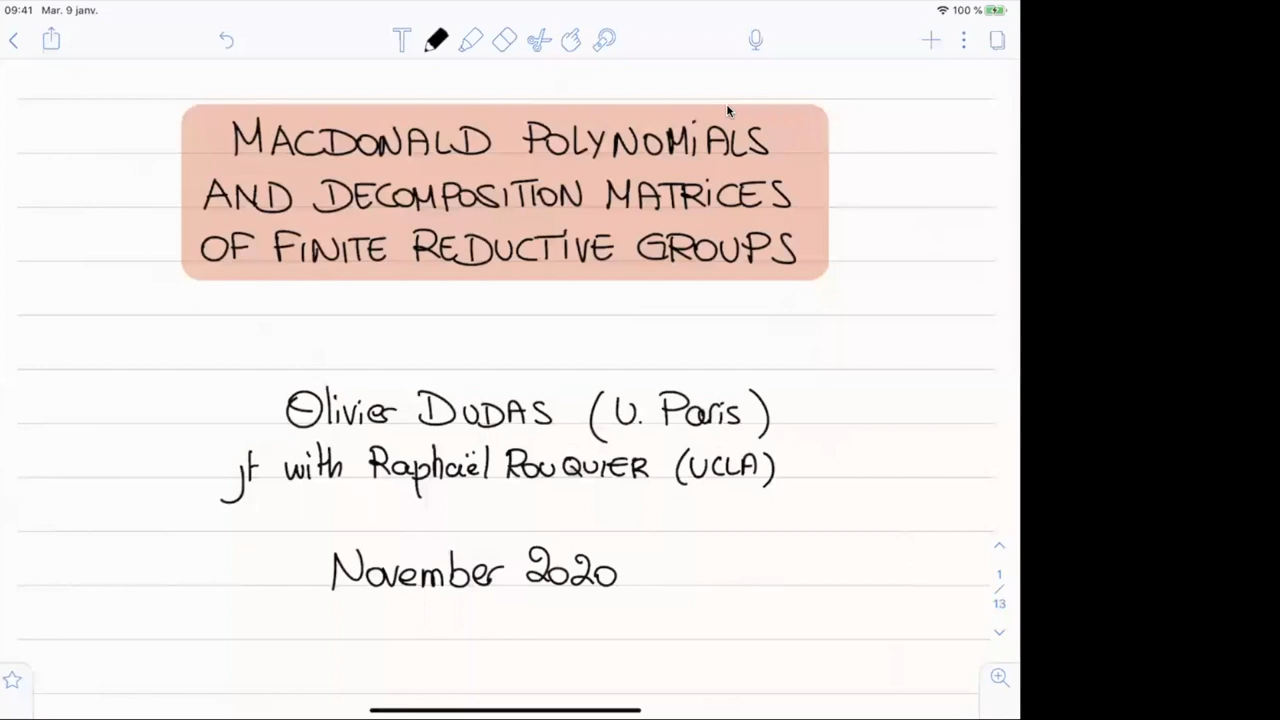 09:41 Mar. 9 janv.
100 %
MACDONALD POLYNOMiALS
AND DECOMPOSITION MATRiCES
OF FiNITE REDUCTiVE GROUPS
Olivier DUDAS (U. Paris)
jt with Raphaël ROUQUIER (UCLA)
November 2020
1
/
13